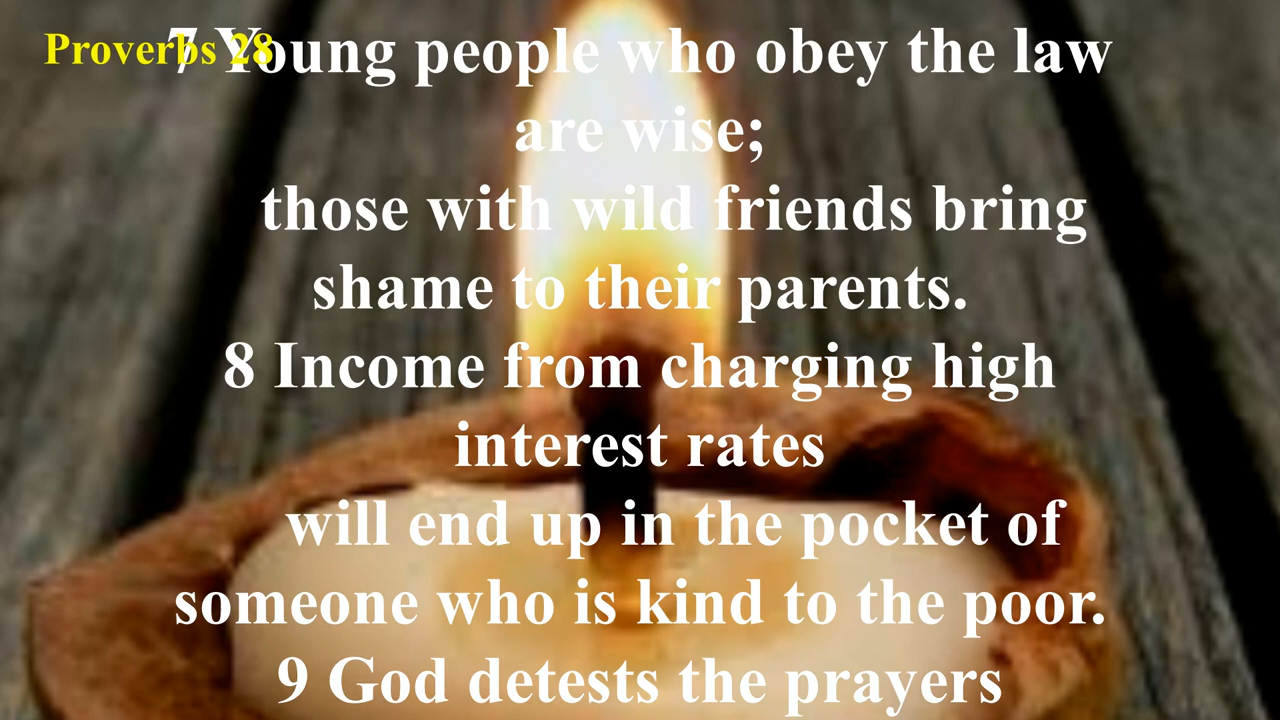 Proverbs 28
7 Young people who obey the law
are wise;
those with wild friends bring
shame to their parents.
8 Income from charging high
interest rates
will end up in the pocket of
someone who is kind to the poor.
9 God detests the prayers